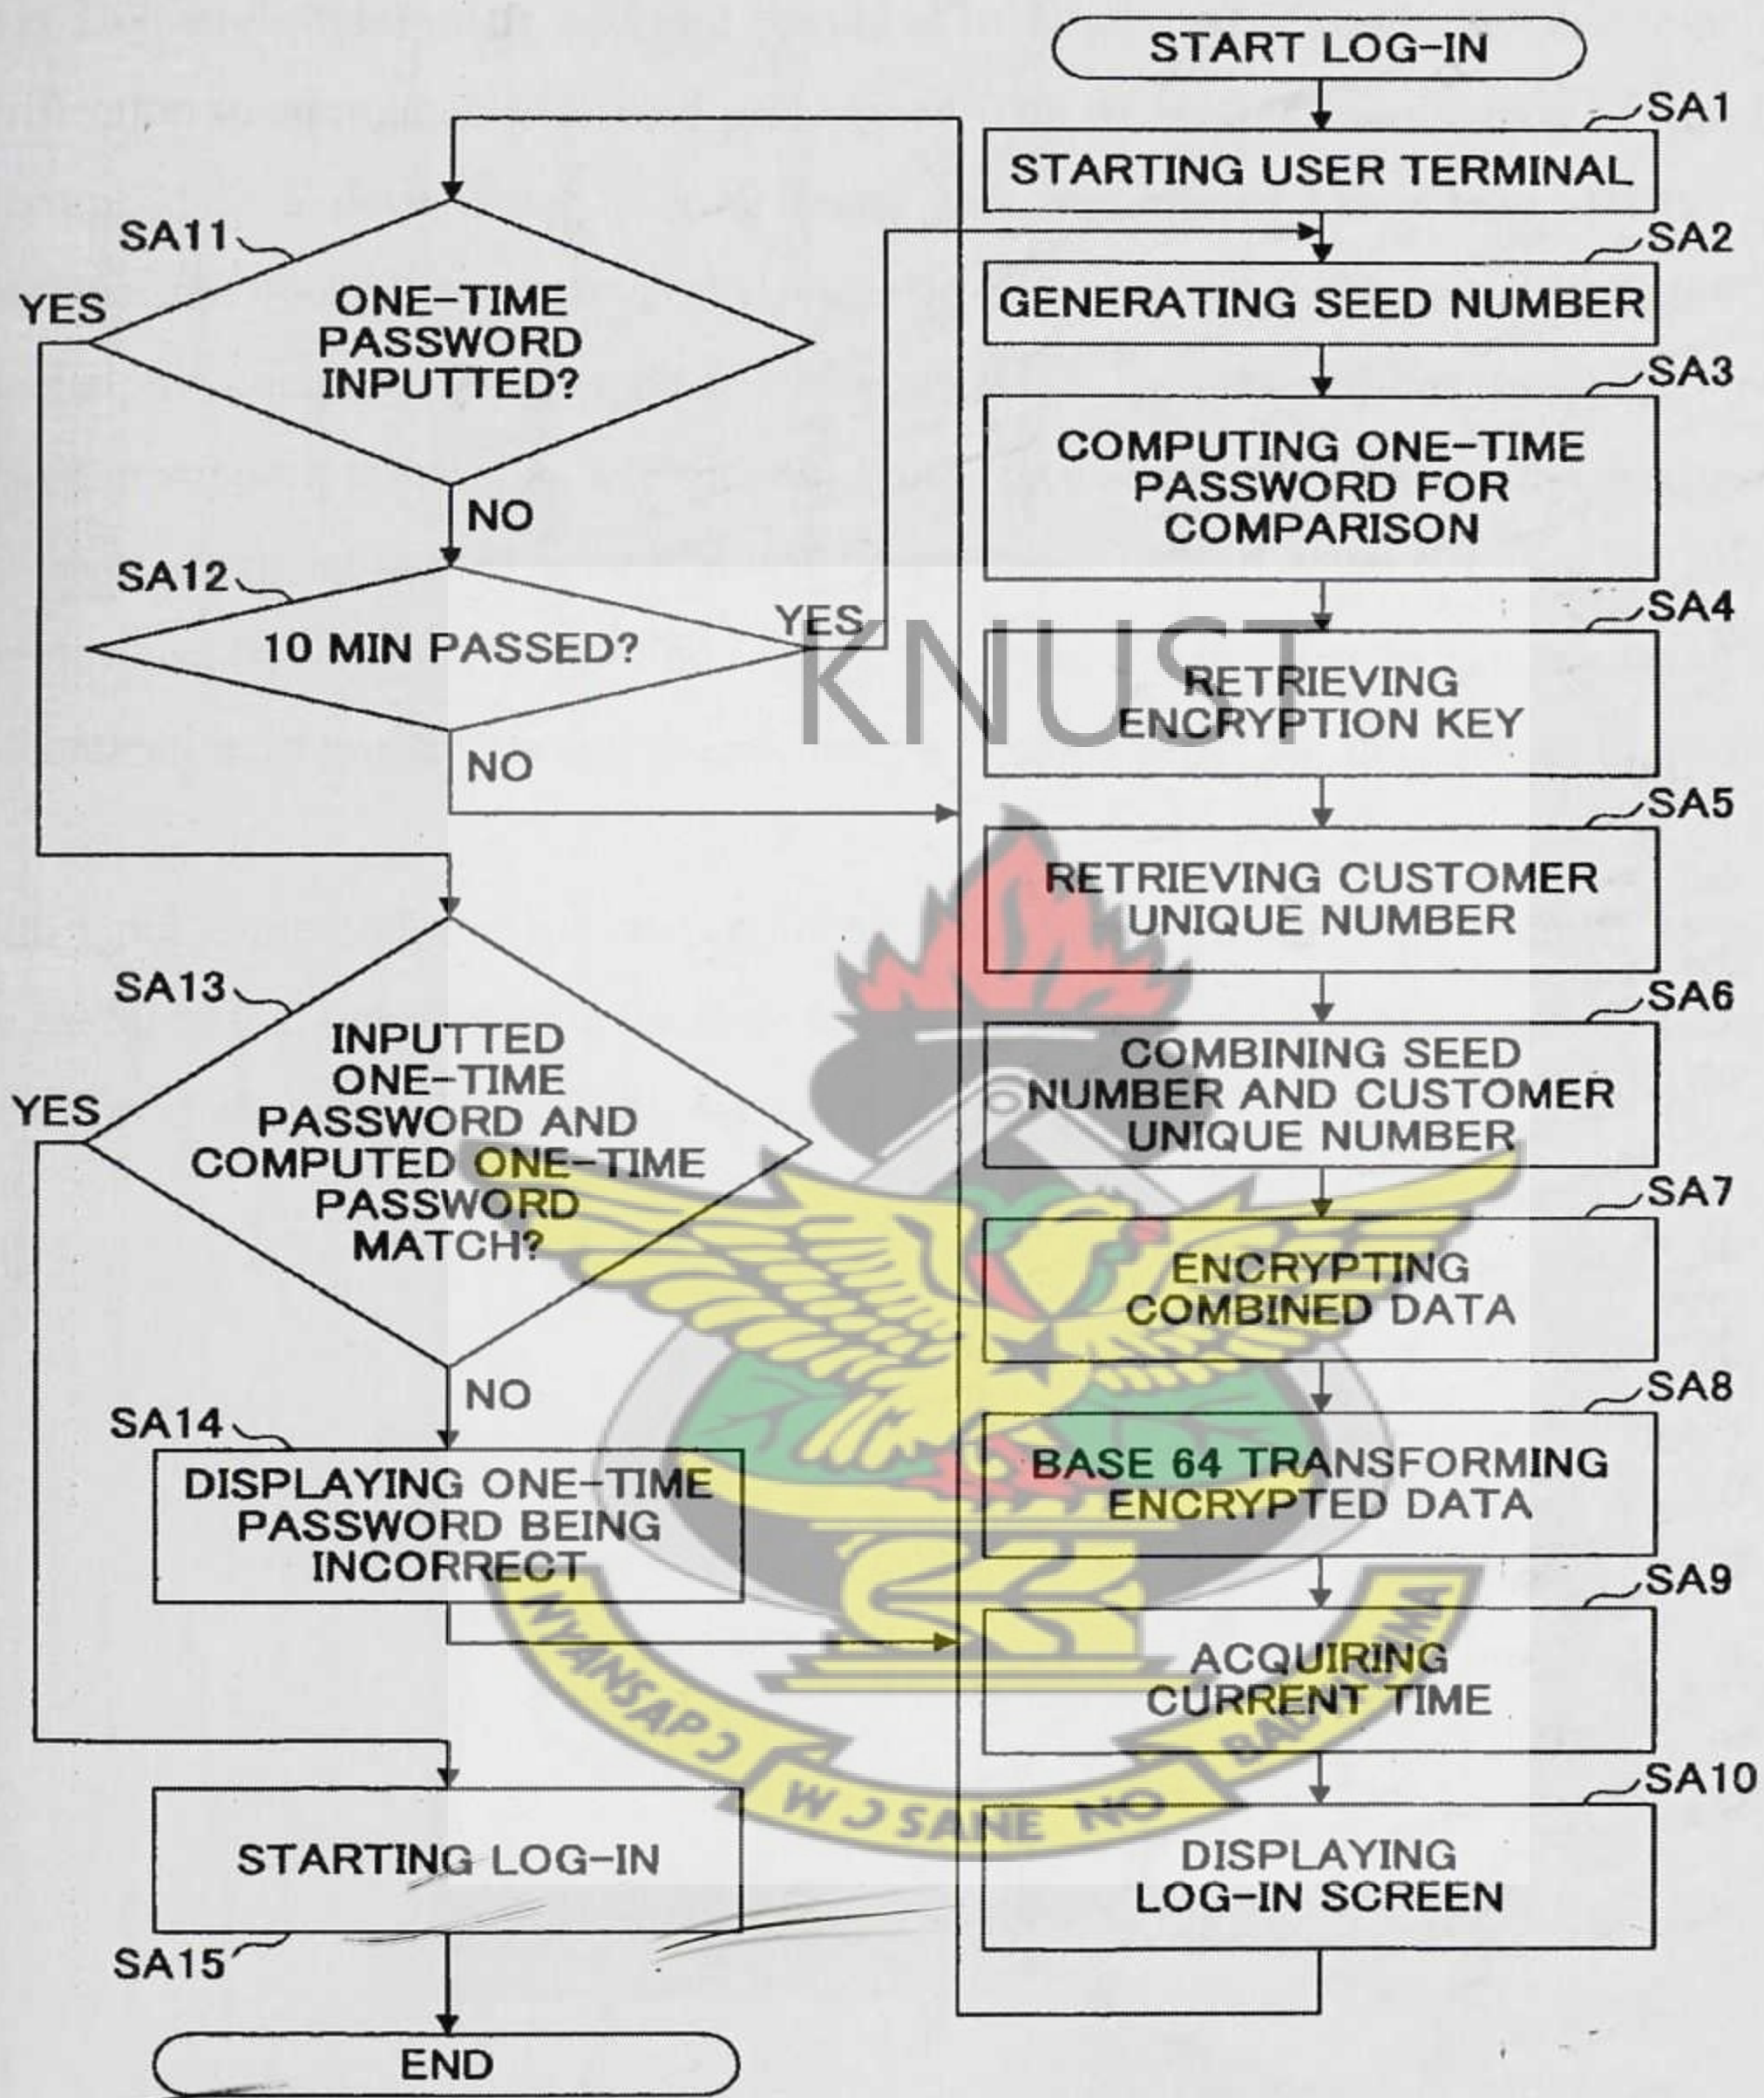 START LOG-IN
SA1
STARTING USER TERMINAL
SA2
GENERATING SEED NUMBER
SA3
COMPUTING ONE-TIME
PASSWORD FOR
COMPARISON
SA4
RETRIEVING
ENCRYPTION KEY
SA5
RETRIEVING CUSTOMER
UNIQUE NUMBER
SA6
COMBINING SEED
NUMBER AND CUSTOMER
UNIQUE NUMBER
SA7
ENCRYPTING
COMBINED DATA
SA8
BASE 64 TRANSFORMING
ENCRYPTED DATA
SA9
ACQUIRING
CURRENT TIME
SA10
DISPLAYING
LOG-IN SCREEN
SA11
YES
ONE-TIME
PASSWORD
INPUTTED?
NO
SA12
10 MIN PASSED?
YES
NO
SA13
YES
INPUTTED
ONE-TIME
PASSWORD AND
COMPUTED ONE-TIME
PASSWORD
MATCH?
NO
SA14
DISPLAYING ONE-TIME
PASSWORD BEING
INCORRECT
STARTING LOG-IN
SA15
END
KNUST
NYANSAPƆ
WƆSANE NO